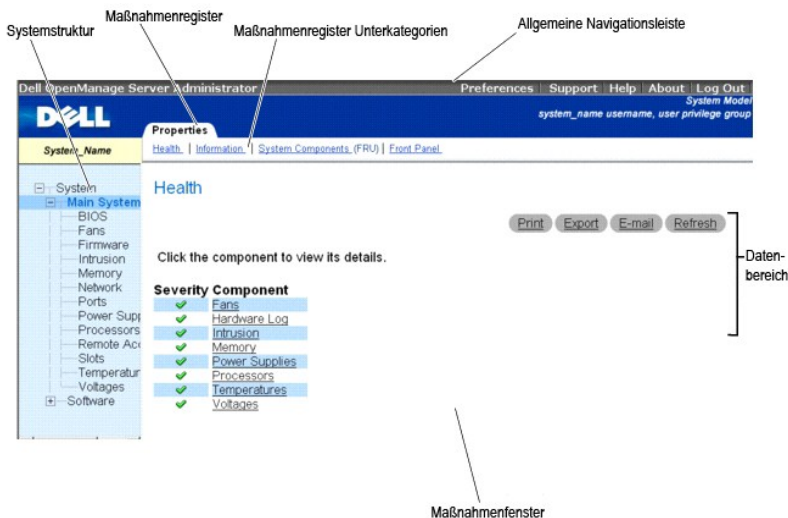 Maßnahmenregister
Systemstruktur
Maßnahmenregister Unterkategorien
Allgemeine Navigationsleiste
Dell OpenManage Server Administrator
Preferences | Support | Help | About | Log Out
System Model
DELL
system_name username, user privilege group
Properties
System_Name
Health | Information | System Components (FRU) | Front Panel
System
Main System
BIOS
Fans
Firmware
Intrusion
Memory
Network
Ports
Power Supp
Processors
Remote Acc
Slots
Temperatur
Voltages
Software
Health
Print
Export
E-mail
Refresh
Daten-
bereich
Click the component to view its details.
Severity Component
Fans
Hardware Log
Intrusion
Memory
Power Supplies
Processors
Temperatures
Voltages
Maßnahmenfenster